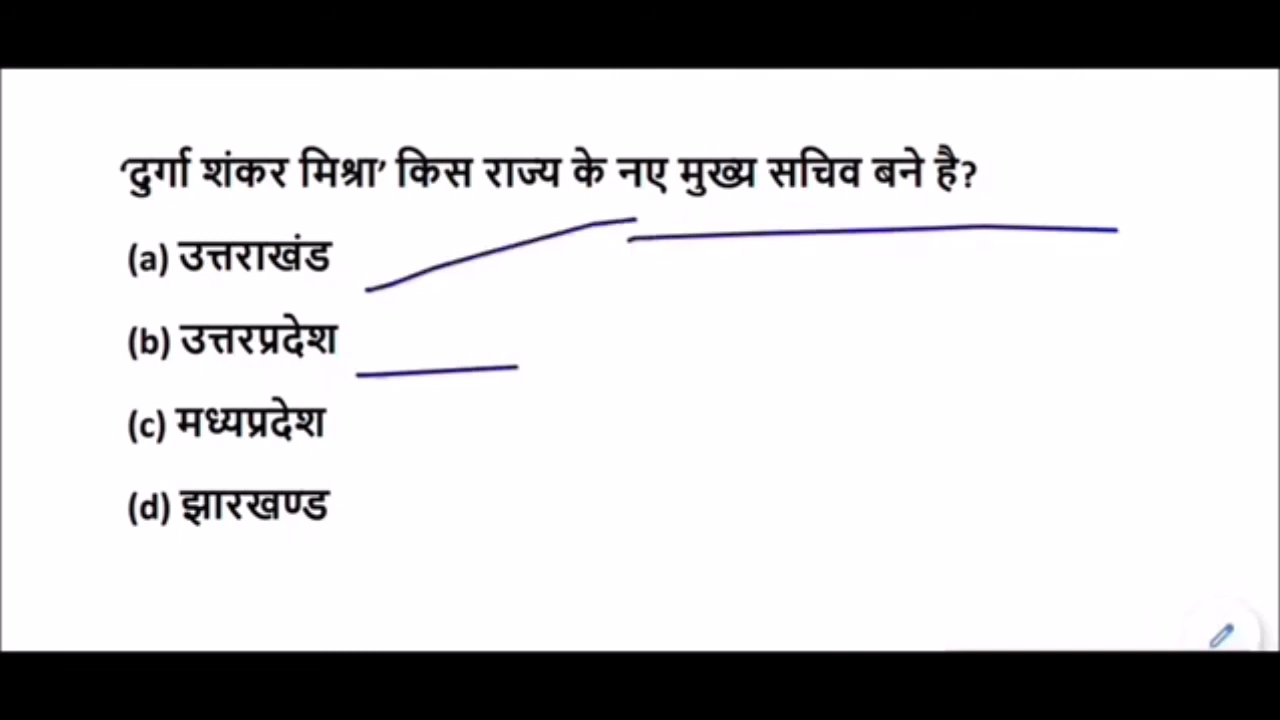 ‘दुर्गा शंकर मिश्रा’ किस राज्य के नए मुख्य सचिव बने है?
(a) उत्तराखंड
(b) उत्तरप्रदेश
(c) मध्यप्रदेश
(d) झारखण्ड